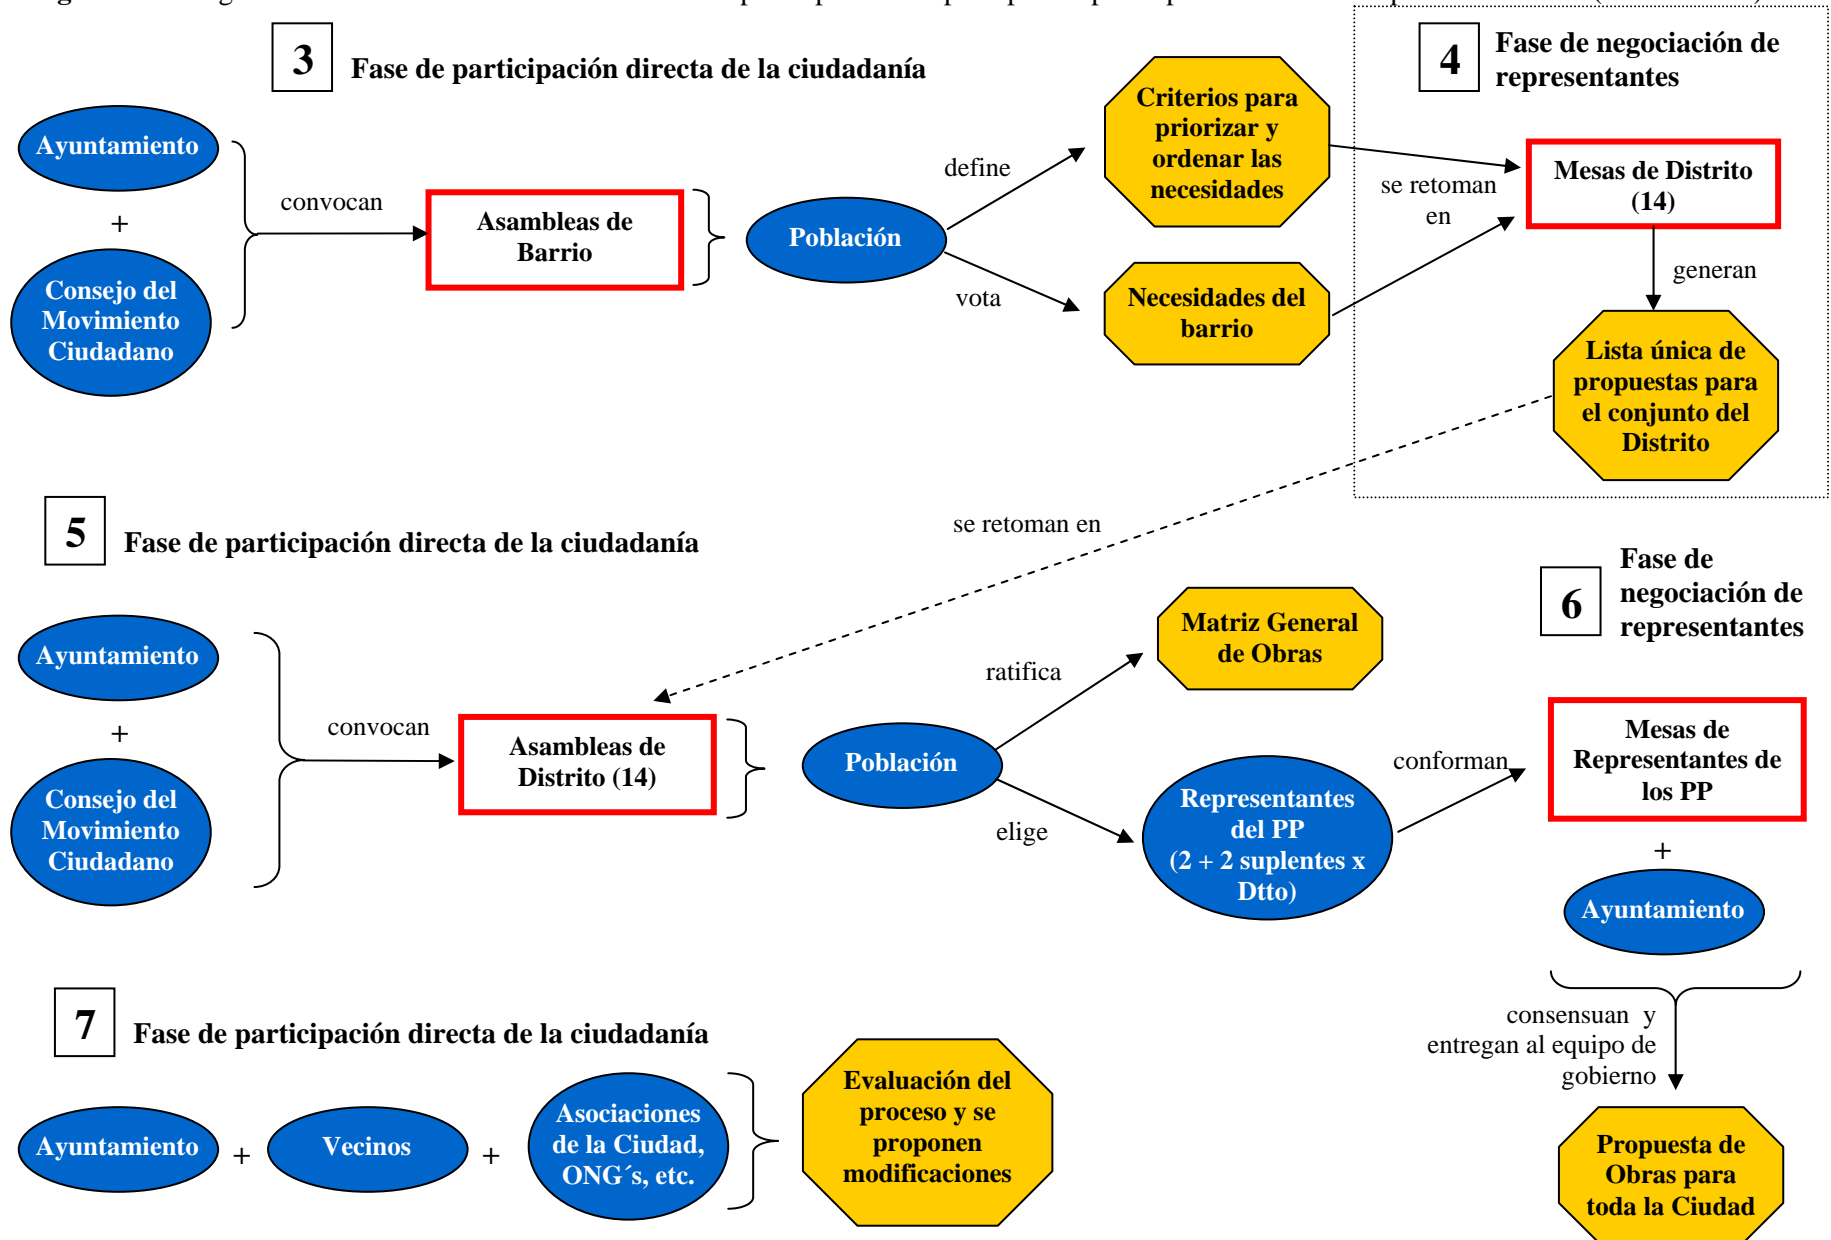 3
Fase de participación directa de la ciudadanía
Ayuntamiento
+
Consejo del
Movimiento
Ciudadano
convocan
Asambleas de
Barrio
Población
define
vota
Criterios para
priorizar y
ordenar las
necesidades
Necesidades del
barrio
se retoman
en
4
Fase de negociación de
representantes
Mesas de Distrito
(14)
generan
Lista única de
propuestas para
el conjunto del
Distrito
se retoman en
5
Fase de participación directa de la ciudadanía
Ayuntamiento
+
Consejo del
Movimiento
Ciudadano
convocan
Asambleas de
Distrito (14)
Población
ratifica
elige
Matriz General
de Obras
Representantes
del PP
(2 + 2 suplentes x
Dtto)
conforman
6
Fase de
negociación de
representantes
Mesas de
Representantes de
los PP
+
Ayuntamiento
consensuan y
entregan al equipo de
gobierno
Propuesta de
Obras para
toda la Ciudad
7
Fase de participación directa de la ciudadanía
Ayuntamiento
+
Vecinos
+
Asociaciones
de la Ciudad,
ONG´s, etc.
Evaluación del
proceso y se
proponen
modificaciones